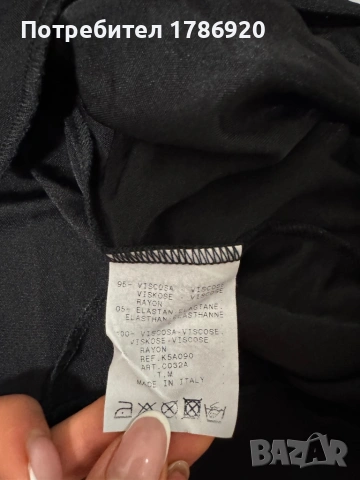 Потребител 1786920
95- VISCOSA-VISCOSE.
VISKOSE-VISCOSE
RAYON
05- ELASTAN-ELASTANE.
ELASTHAN-ELASTHANNE
100- VISCOSA-VISCOSE.
VISKOSE-VISCOSE
RAYON
REF.K5A090
ART.C032A
T.M
MADE IN ITALY
BAZAR